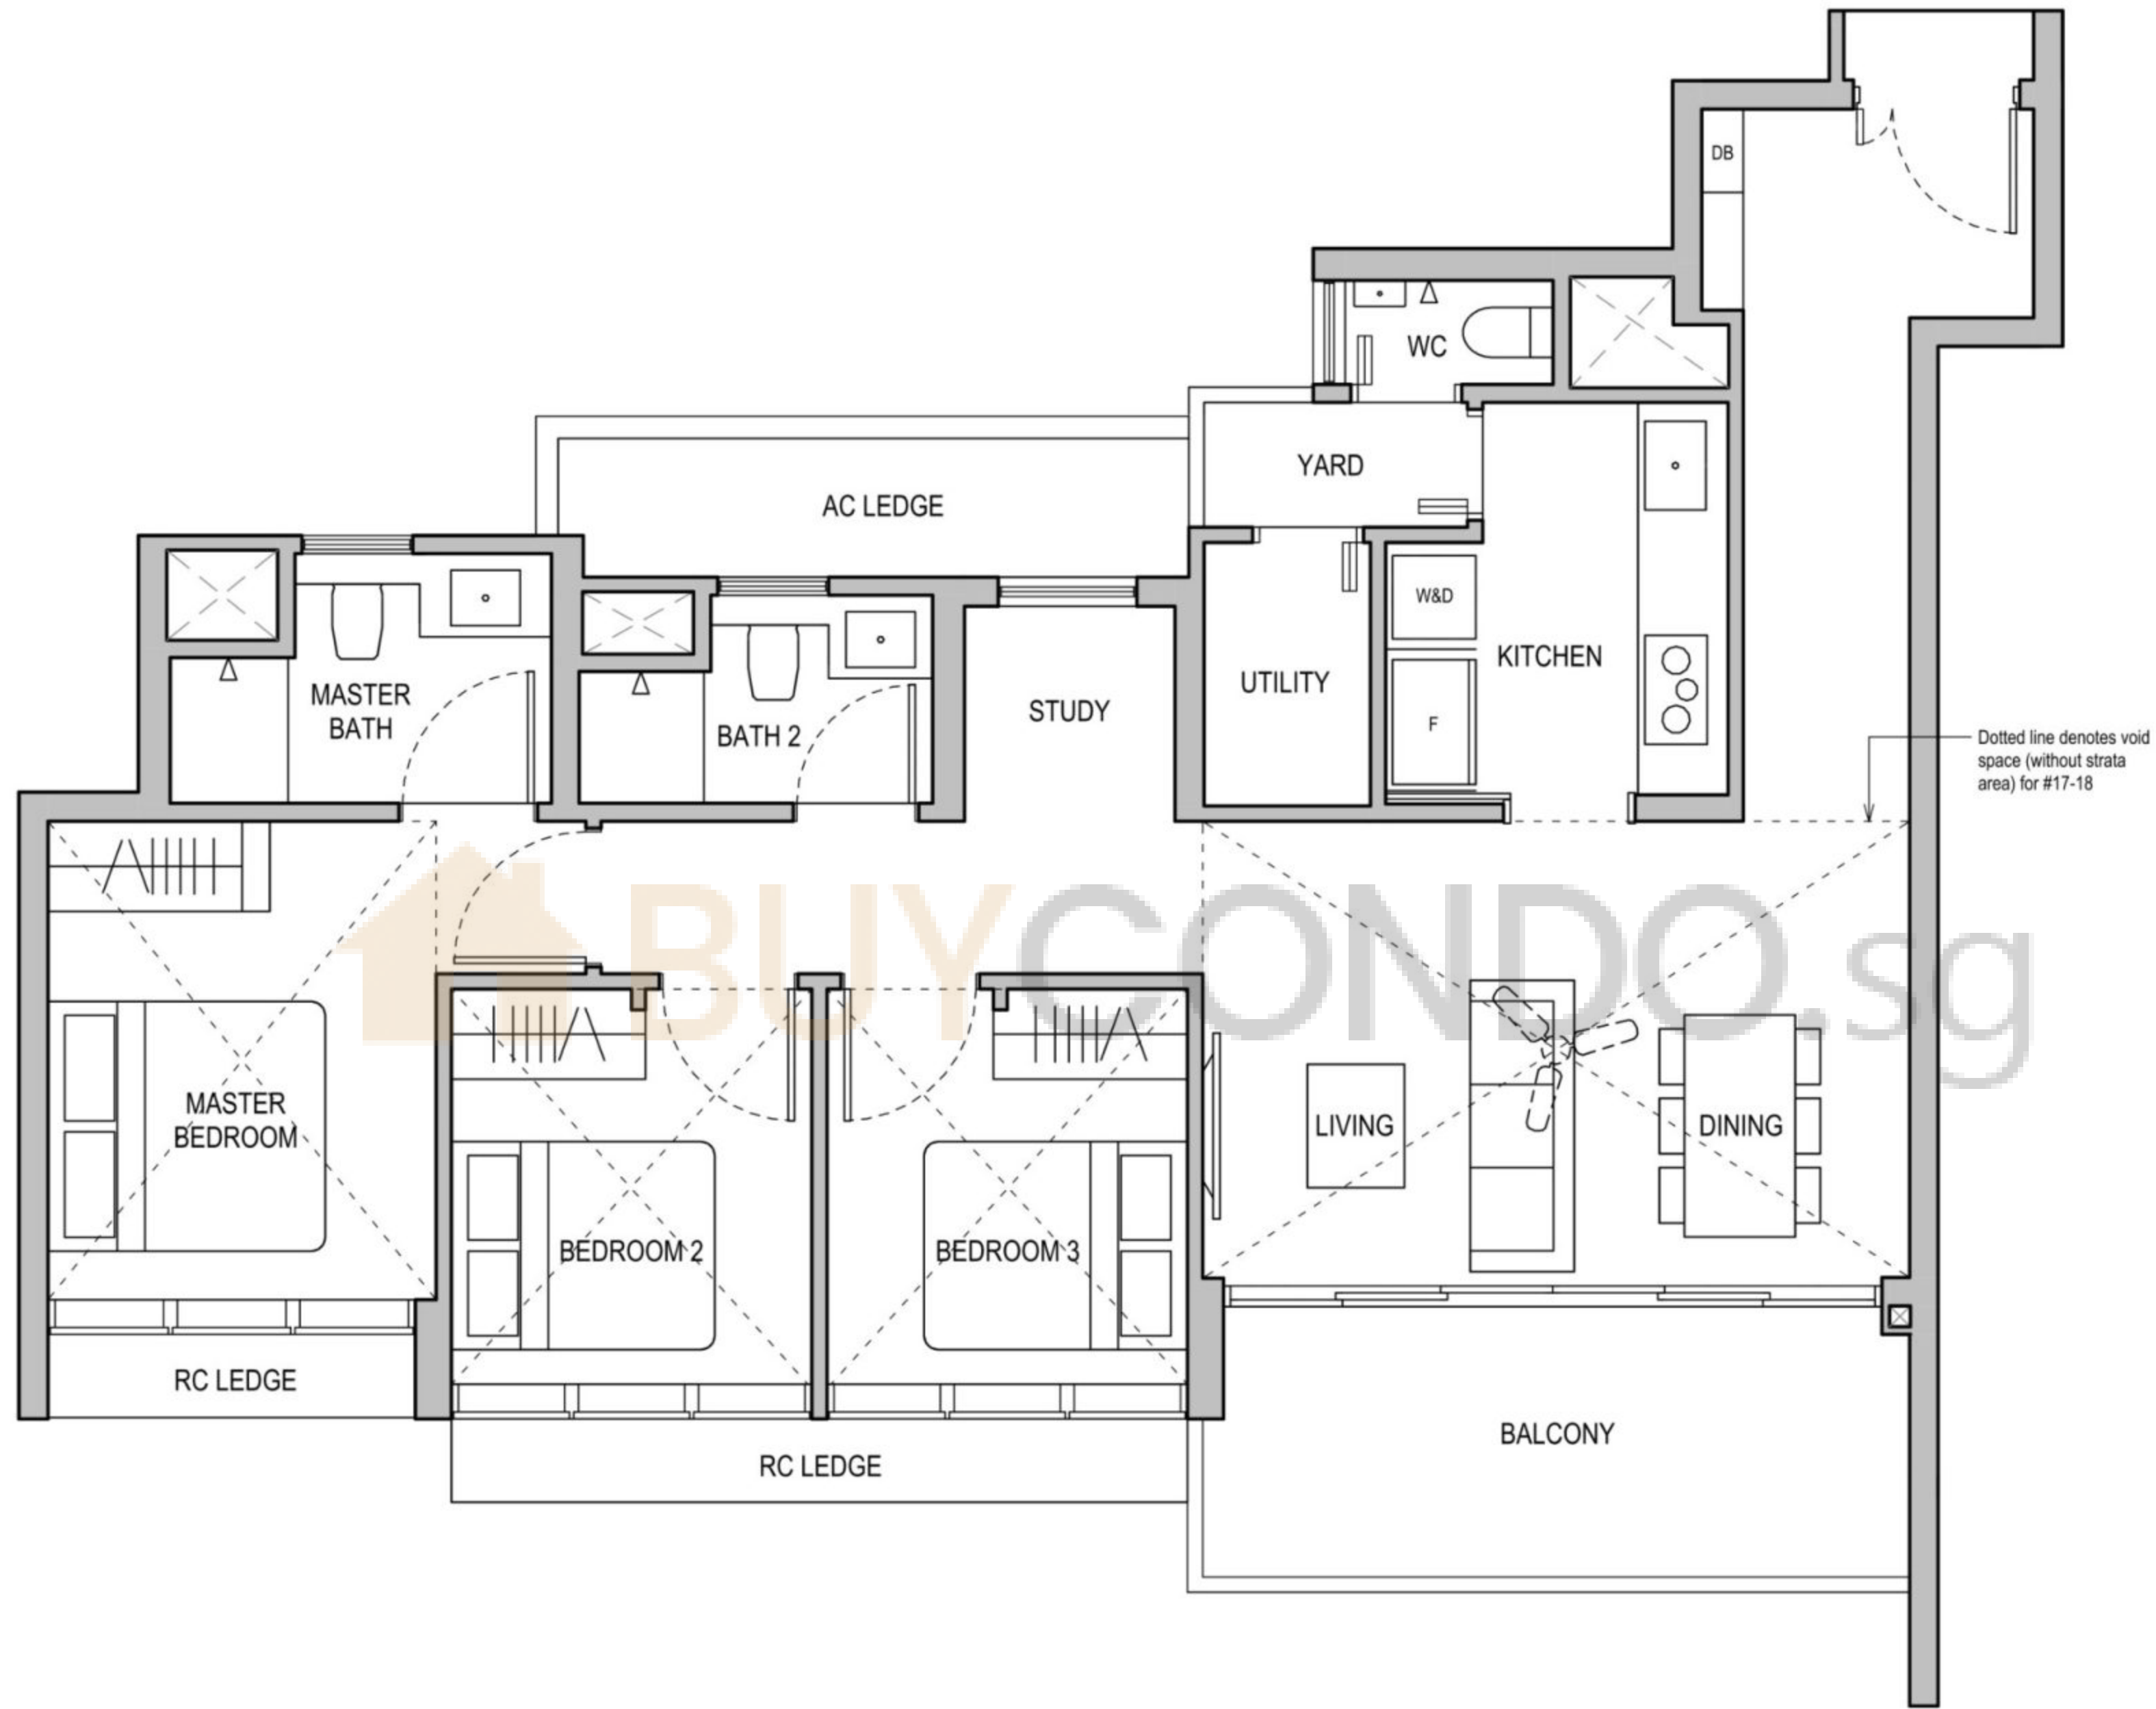 DB
WC
YARD
AC LEDGE
W&D
KITCHEN
UTILITY
F
MASTER
BATH
BATH 2
STUDY
Dotted line denotes void
space (without strata
area) for #17-18
BUYCONDO.sg
MASTER
BEDROOM
LIVING
DINING
BEDROOM 2
BEDROOM 3
RC LEDGE
RC LEDGE
BALCONY